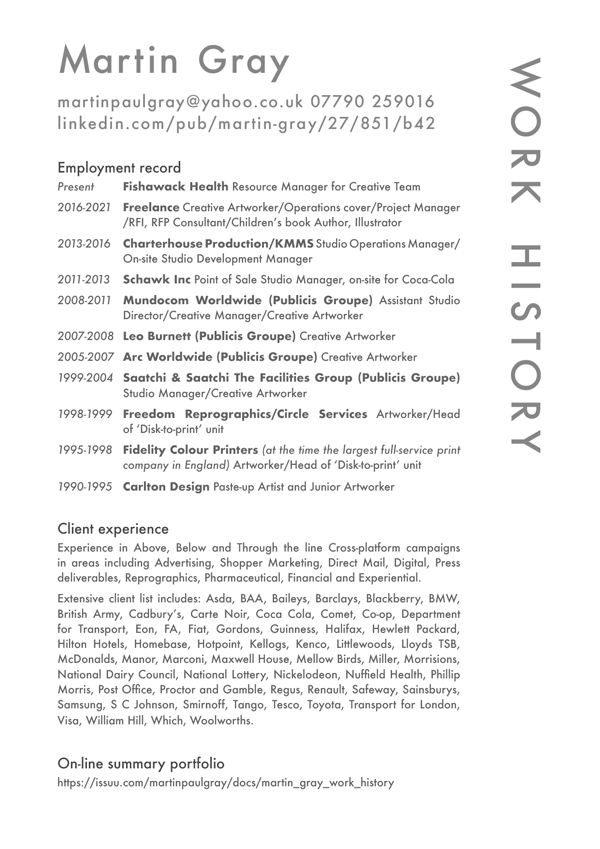 Martin Gray
martinpaulgray@yahoo.co.uk 07790 259016
linkedin.com/pub/martin-gray/27/851/b42
WORK HISTORY
Employment record
Present Fishawack Health Resource Manager for Creative Team
2016-2021 Freelance Creative Artworker/Operations cover/Project Manager
/RFI, RFP Consultant/Children's book Author, Illustrator
2013-2016 Charterhouse Production/KMMS Studio Operations Manager/
On-site Studio Development Manager
2011-2013 Schawk Inc Point of Sale Studio Manager, on-site for Coca-Cola
2008-2011 Mundocom Worldwide (Publicis Groupe) Assistant Studio
Director/Creative Manager/Creative Artworker
2007-2008 Leo Burnett (Publicis Groupe) Creative Artworker
2005-2007 Arc Worldwide (Publicis Groupe) Creative Artworker
1999-2004 Saatchi & Saatchi The Facilities Group (Publicis Groupe)
Studio Manager/Creative Artworker
1998-1999 Freedom Reprographics/Circle Services Artworker/Head
of 'Disk-to-print' unit
1995-1998 Fidelity Colour Printers (at the time the largest full-service print
company in England) Artworker/Head of 'Disk-to-print' unit
1990-1995 Carlton Design Paste-up Artist and Junior Artworker
Client experience
Experience in Above, Below and Through the line Cross-platform campaigns
in areas including Advertising, Shopper Marketing, Direct Mail, Digital, Press
deliverables, Reprographics, Pharmaceutical, Financial and Experiential.
Extensive client list includes: Asda, BAA, Baileys, Barclays, Blackberry, BMW,
British Army, Cadbury's, Carte Noir, Coca Cola, Comet, Co-op, Department
for Transport, Eon, FA, Fiat, Gordons, Guinness, Halifax, Hewlett Packard,
Hilton Hotels, Homebase, Hotpoint, Kellogs, Kenco, Littlewoods, Lloyds TSB,
McDonalds, Manor, Marconi, Maxwell House, Mellow Birds, Miller, Morrisions,
National Dairy Council, National Lottery, Nickelodeon, Nuffield Health, Phillip
Morris, Post Office, Proctor and Gamble, Regus, Renault, Safeway, Sainsburys,
Samsung, S C Johnson, Smirnoff, Tango, Tesco, Toyota, Transport for London,
Visa, William Hill, Which, Woolworths.
On-line summary portfolio
https://issuu.com/martinpaulgray/docs/martin_gray_work_history